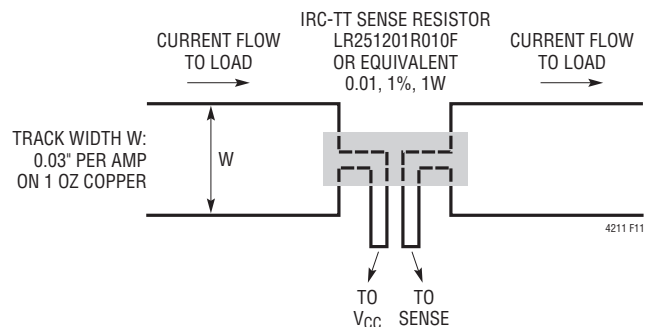 IRC-TT SENSE RESISTOR
LR251201R010F
OR EQUIVALENT
0.01, 1%, 1W
CURRENT FLOW
TO LOAD
CURRENT FLOW
TO LOAD
TRACK WIDTH W:
0.03" PER AMP
ON 1 OZ COPPER
W
4211 F11
TO
VCC
TO
SENSE